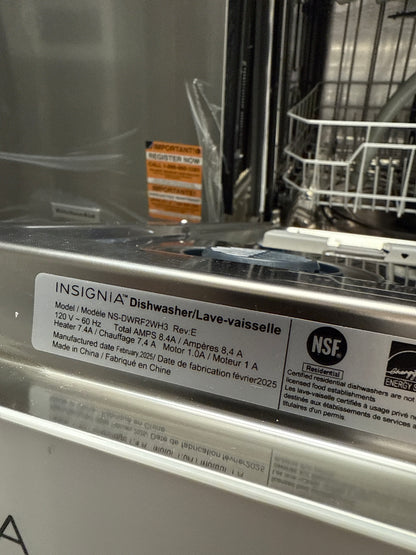 IMPORTANT!
REGISTER NOW
INSIGNIA™ Dishwasher/Lave-vaisselle
Model / Modèle NS-DWRF2WH3 Rev:E
120 V ~ 60 Hz Total AMPS 8.4A / Ampères 8,4 A
Heater 7.4A / Chauffage 7,4 A Motor 1.0A / Moteur 1 A
Manufactured date February 2025/ Date de fabrication février2025
Made in China / Fabriqué en Chine
NSF
Residential
Certified residential dishwashers are not
licensed food establishments
Les lave-vaisselle certifiés à usage privé
destinés aux établissements de services a
titulaires d'un permis.
ENERGY S
A